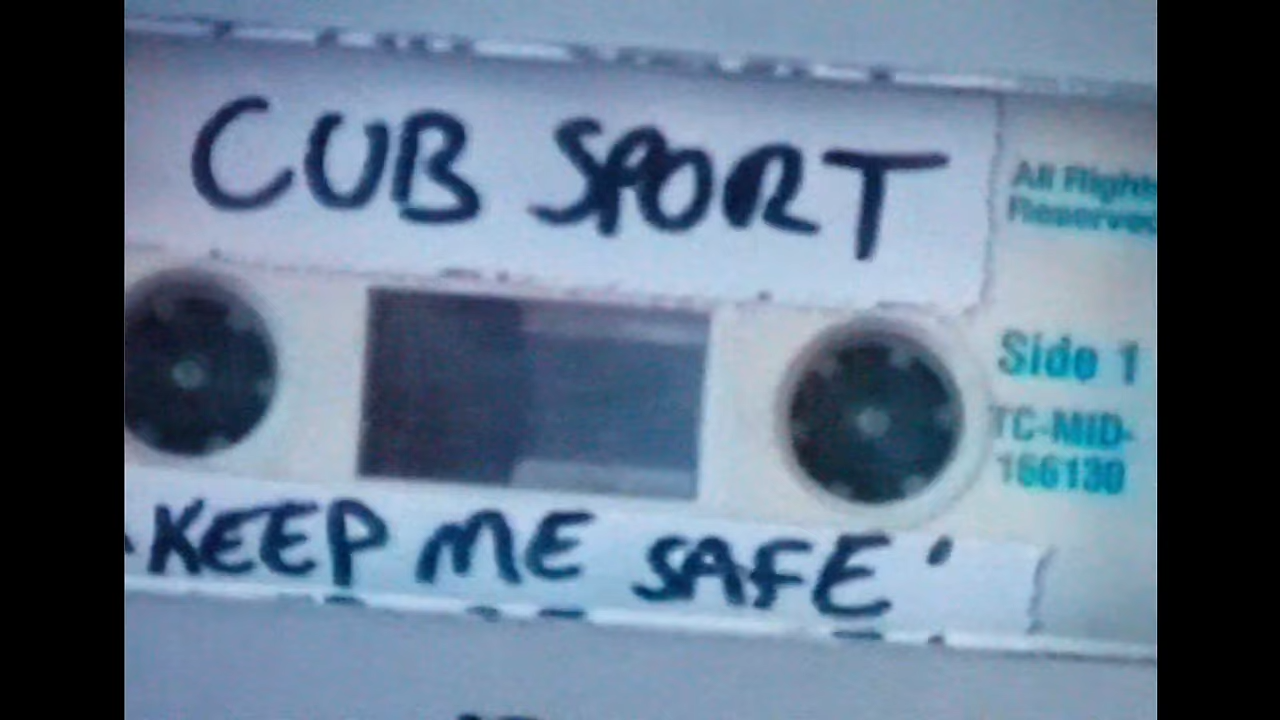 CUB SPORT
All Rights
Reserved
Side 1
TC-MID-
166130
'KEEP ME SAFE'